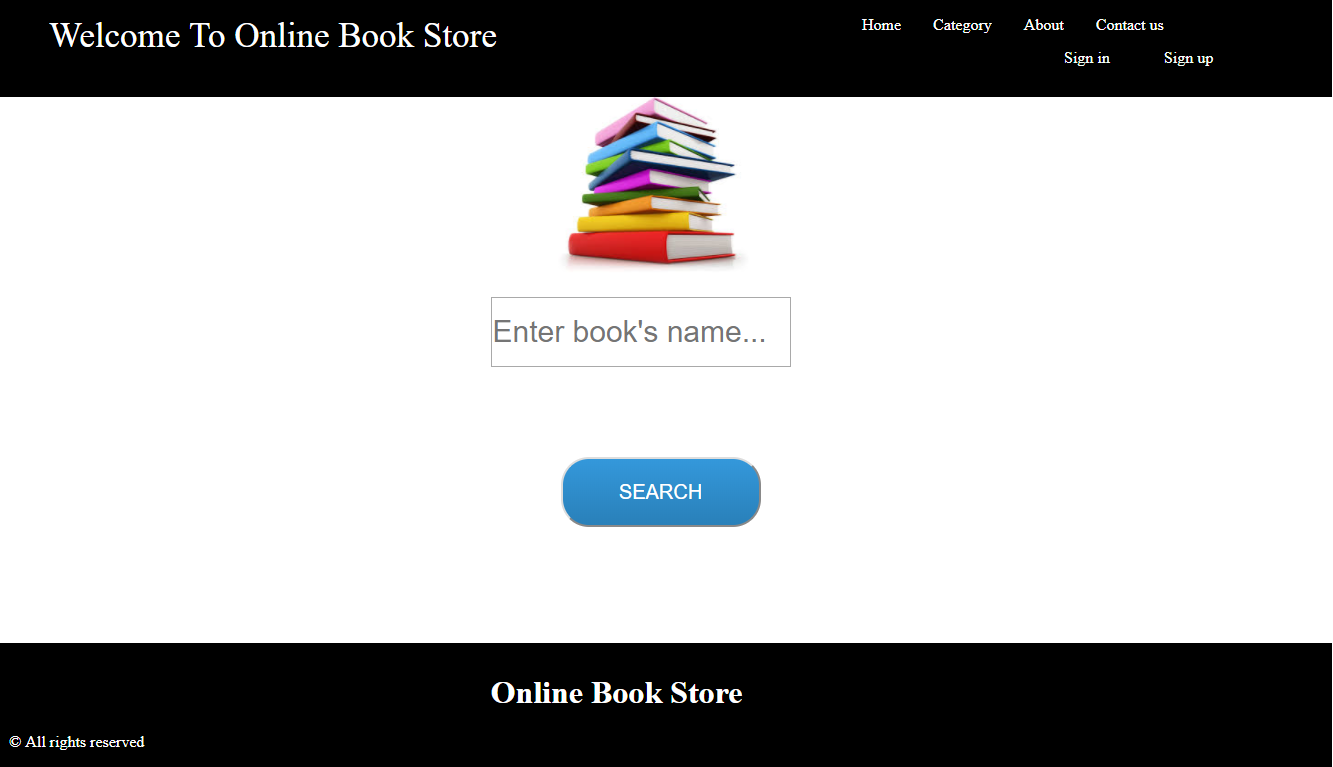 Welcome To Online Book Store
Home Category About Contact us
Sign in Sign up
Enter book's name...
SEARCH
Online Book Store
© All rights reserved